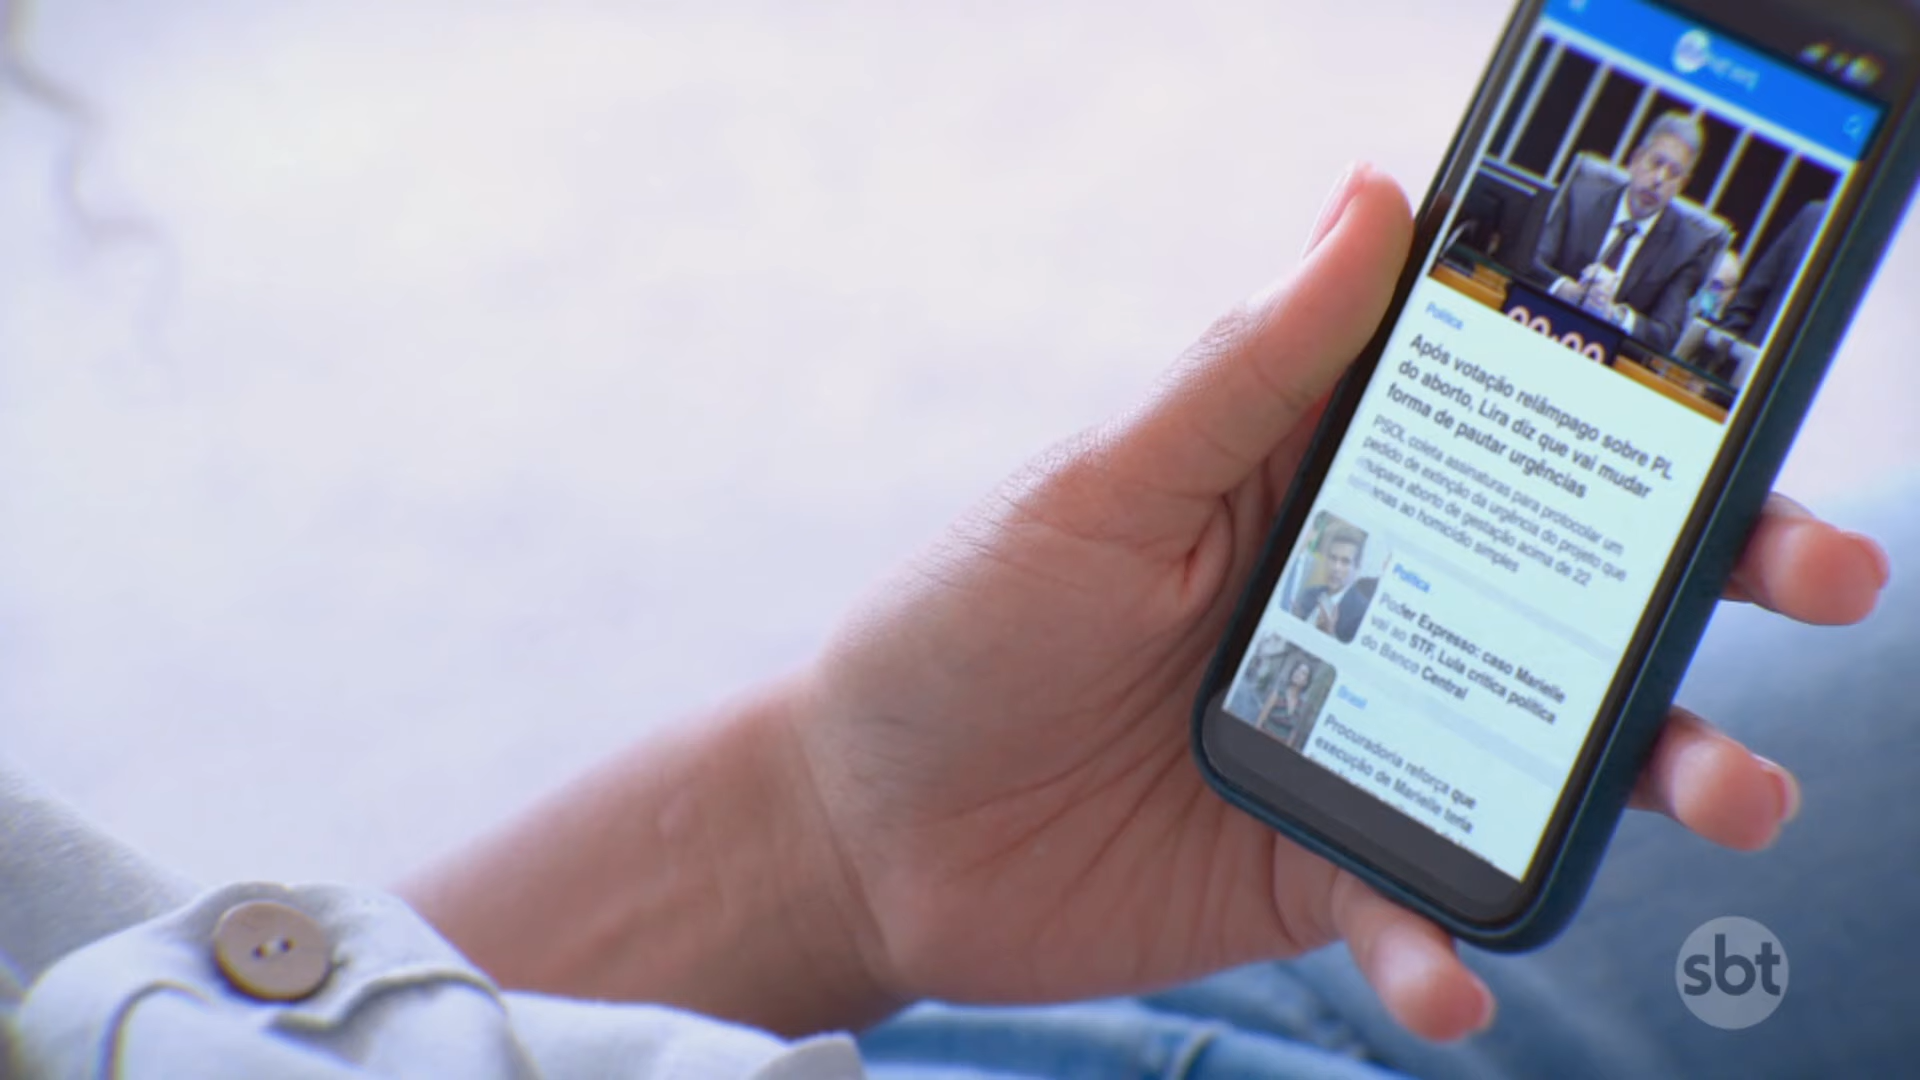 news
Política
Após votação relâmpago sobre PL
do aborto, Lira diz que vai mudar
forma de pautar urgências
PSOL coleta assinaturas para protocolar um
pedido de extinção da urgência do projeto que
equipara aborto de gestação acima de 22
ao homicídio simples
Política
Poder Expresso: caso Marielle
vai ao STF, Lula critica política
do Banco Central
Brasil
Procuradoria reforça que
execução de Marielle teria
00:00
sbt